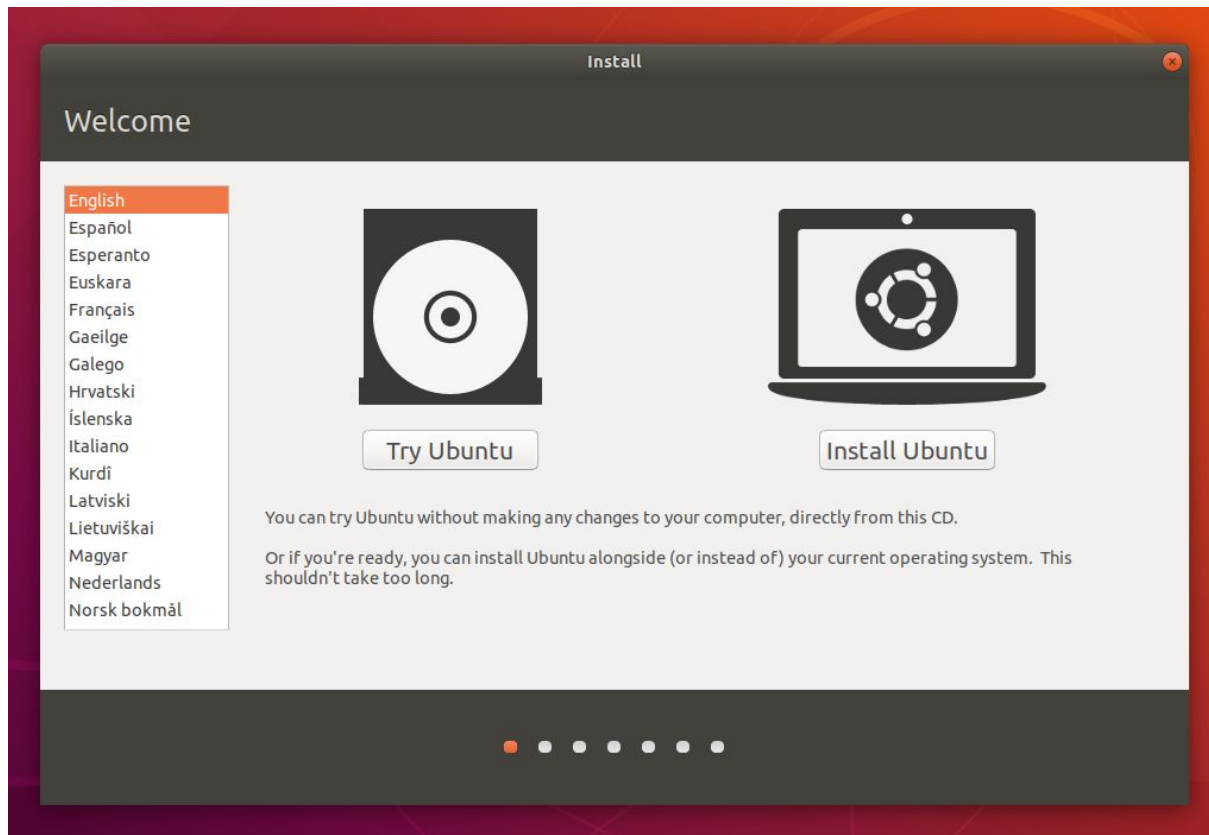 Install
Welcome
English
Español
Esperanto
Euskara
Français
Gaeilge
Galego
Hrvatski
Íslenska
Italiano
Kurdî
Latviski
Lietuviškai
Magyar
Nederlands
Norsk bokmål
Try Ubuntu
Install Ubuntu
You can try Ubuntu without making any changes to your computer, directly from this CD.
Or if you're ready, you can install Ubuntu alongside (or instead of) your current operating system.  This
shouldn't take too long.